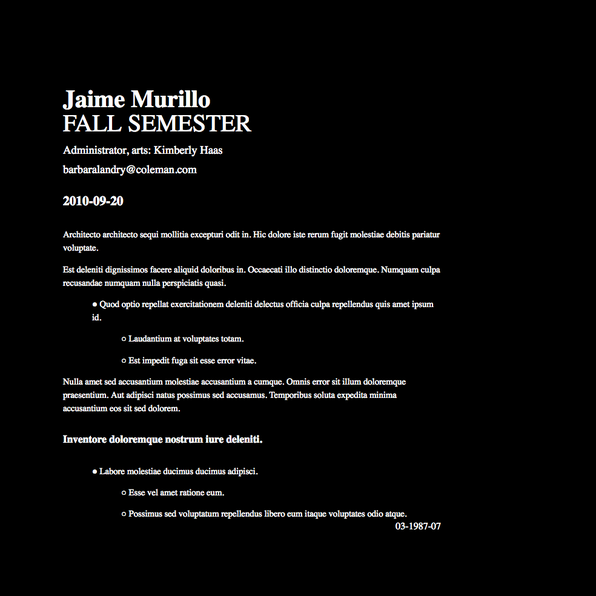 Jaime Murillo
FALL SEMESTER
Administrator, arts: Kimberly Haas
barbaralandry@coleman.com
2010-09-20
Architecto architecto sequi mollitia excepturi odit in. Hic dolore iste rerum fugit molestiae debitis pariatur
voluptate.
Est deleniti dignissimos facere aliquid doloribus in. Occaecati illo distinctio doloremque. Numquam culpa
recusandae numquam nulla perspiciatis quasi.
• Quod optio repellat exercitationem deleniti delectus officia culpa repellendus quis amet ipsum
id.
○ Laudantium at voluptates totam.
○ Est impedit fuga sit esse error vitae.
Nulla amet sed accusantium molestiae accusantium a cumque. Omnis error sit illum doloremque
praesentium. Aut adipisci natus possimus sed accusamus. Temporibus soluta expedita minima
accusantium eos sit sed dolorem.
Inventore doloremque nostrum iure deleniti.
• Labore molestiae ducimus ducimus adipisci.
○ Esse vel amet ratione eum.
○ Possimus sed voluptatum repellendus libero eum itaque voluptates odio atque.
03-1987-07